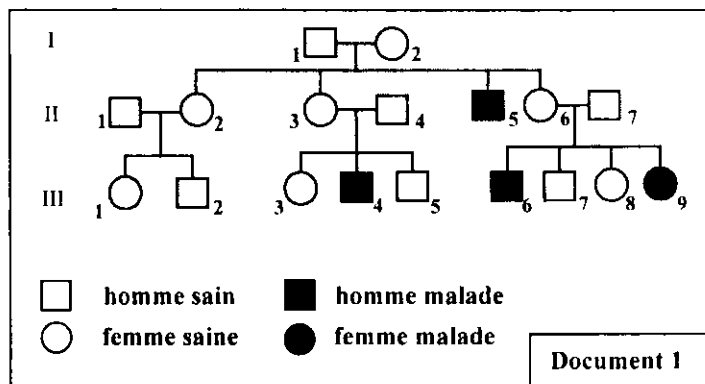 I 1 2
II 1 2 3 4 5 6 7
III 1 2 3 4 5 6 7 8 9
homme sain homme malade
femme saine femme malade
Document 1